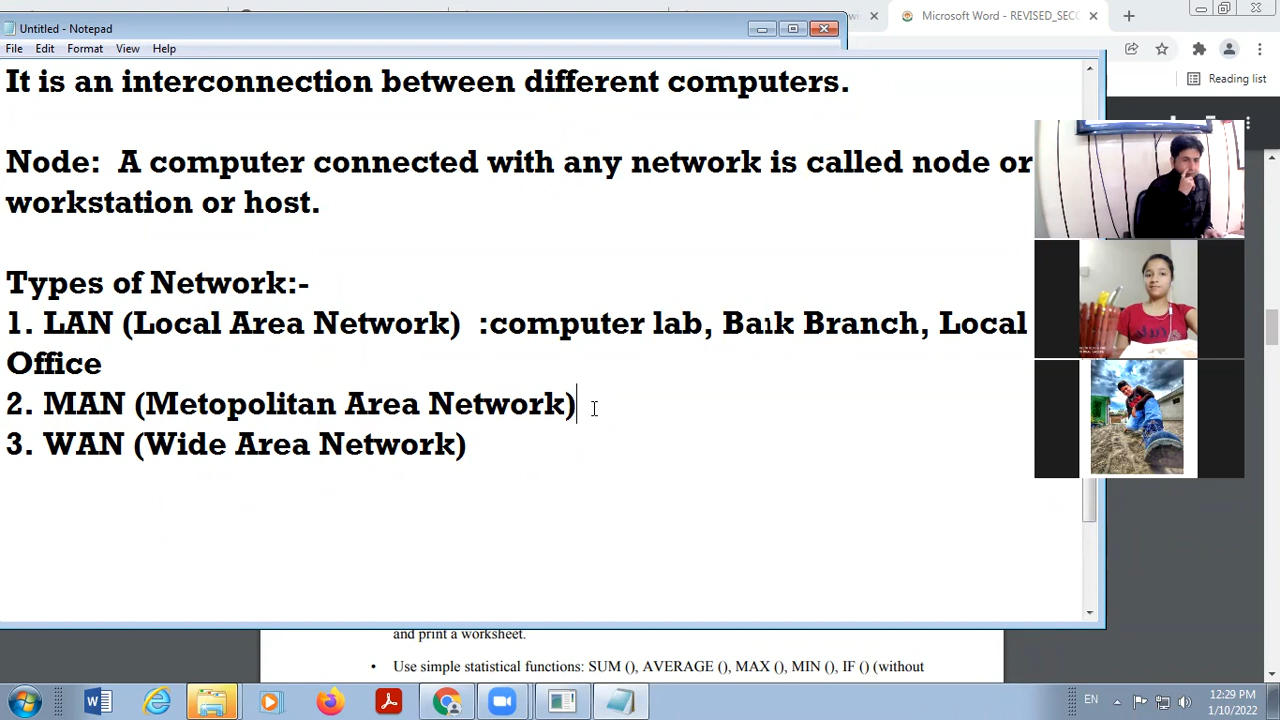 Microsoft Word - REVISED_SECC
Untitled - Notepad
File Edit Format View Help
Reading list
It is an interconnection between different computers.
Node: A computer connected with any network is called node or
workstation or host.
Types of Network:-
1. LAN (Local Area Network) :computer lab, Bank Branch, Local
Office
2. MAN (Metopolitan Area Network)
3. WAN (Wide Area Network)
and print a worksheet.
• Use simple statistical functions: SUM (), AVERAGE (), MAX (), MIN (), IF () (without
EN
12:29 PM
1/10/2022